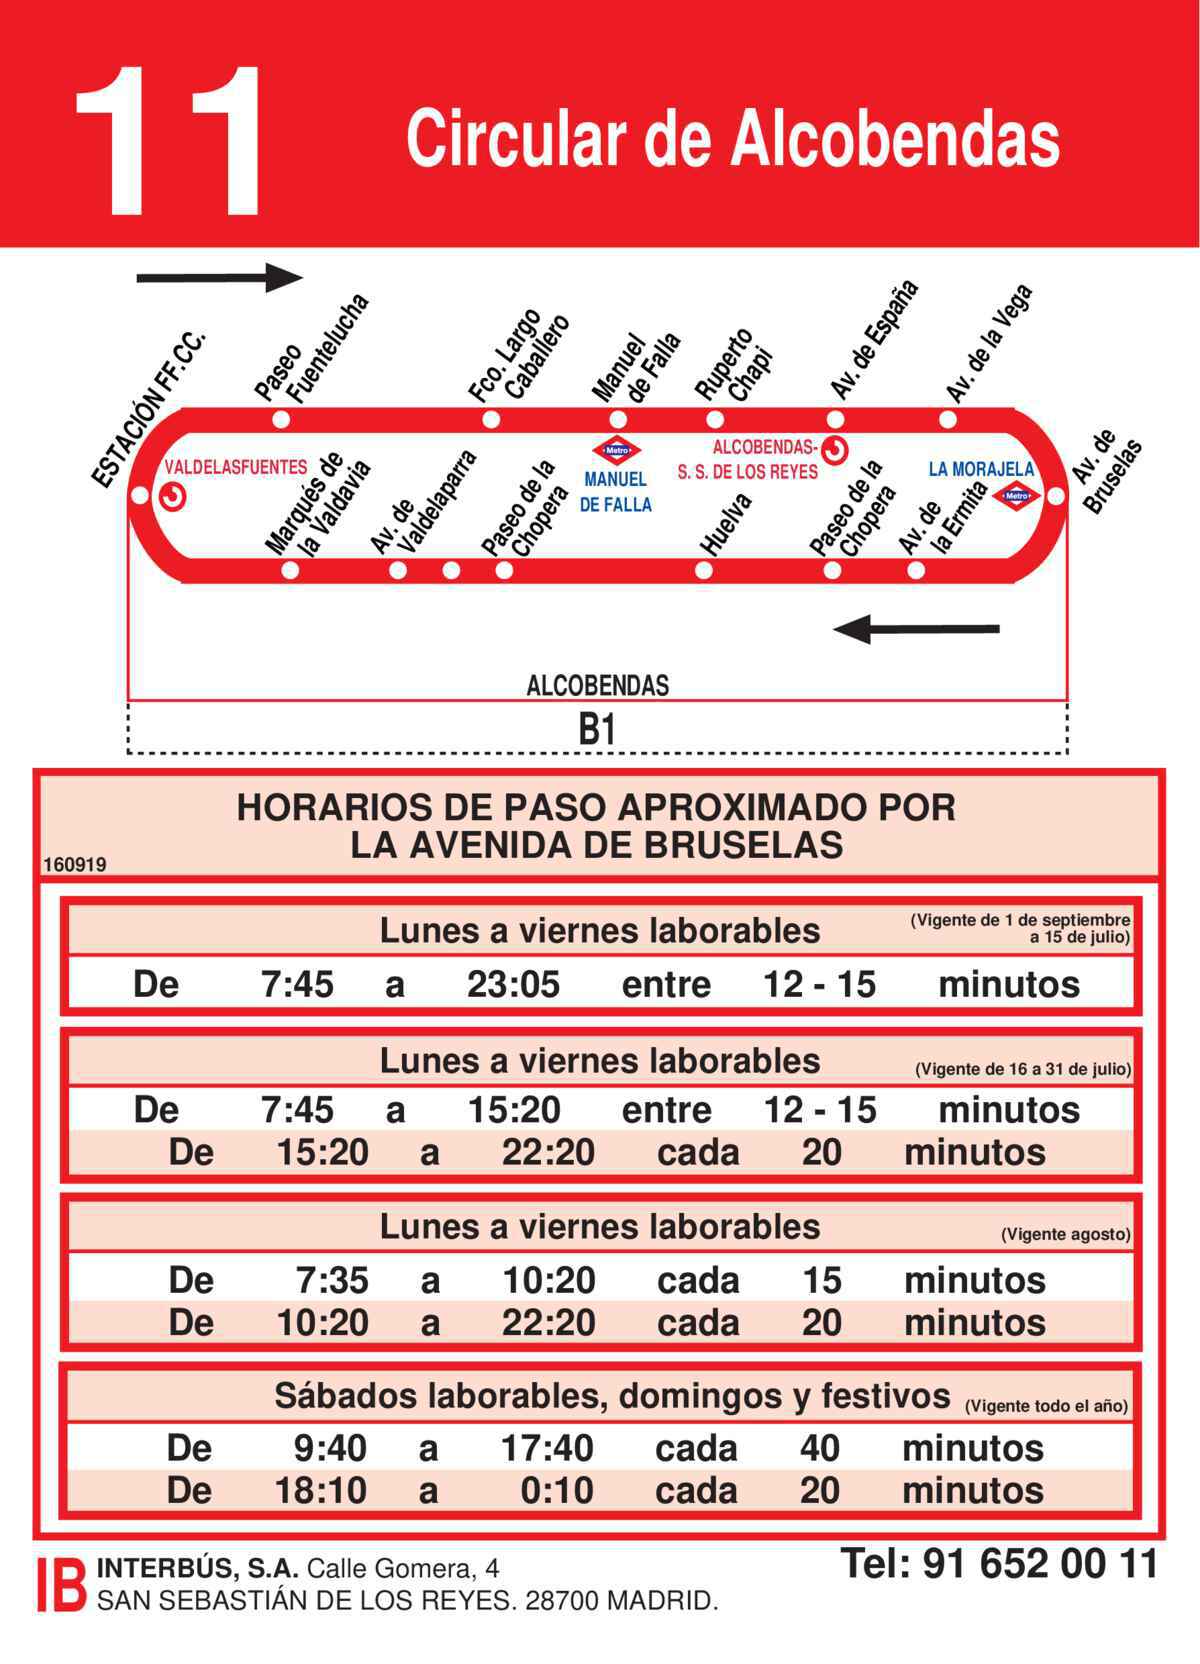 11
Circular de Alcobendas
ESTACIÓN FF.CC.
Paseo
Fuentelucha
Fco. Largo
Caballero
Manuel
de Falla
Ruperto
Chapi
Av. de España
Av. de la Vega
Av. de
Bruselas
VALDELASFUENTES
Metro
MANUEL
DE FALLA
ALCOBENDAS-
S. S. DE LOS REYES
LA MORAJELA
Metro
Marqués de
la Valdavia
Av. de
Valdelaparra
Paseo de la
Chopera
Huelva
Paseo de la
Chopera
Av. de
la Ermita
ALCOBENDAS
B1
HORARIOS DE PASO APROXIMADO POR
LA AVENIDA DE BRUSELAS
160919
Lunes a viernes laborables (Vigente de 1 de septiembre
a 15 de julio)
De 7:45 a 23:05 entre 12 - 15 minutos
Lunes a viernes laborables (Vigente de 16 a 31 de julio)
De 7:45 a 15:20 entre 12 - 15 minutos
De 15:20 a 22:20 cada 20 minutos
Lunes a viernes laborables (Vigente agosto)
De 7:35 a 10:20 cada 15 minutos
De 10:20 a 22:20 cada 20 minutos
Sábados laborables, domingos y festivos (Vigente todo el año)
De 9:40 a 17:40 cada 40 minutos
De 18:10 a 0:10 cada 20 minutos
IB INTERBÚS, S.A. Calle Gomera, 4
SAN SEBASTIÁN DE LOS REYES. 28700 MADRID.
Tel: 91 652 00 11